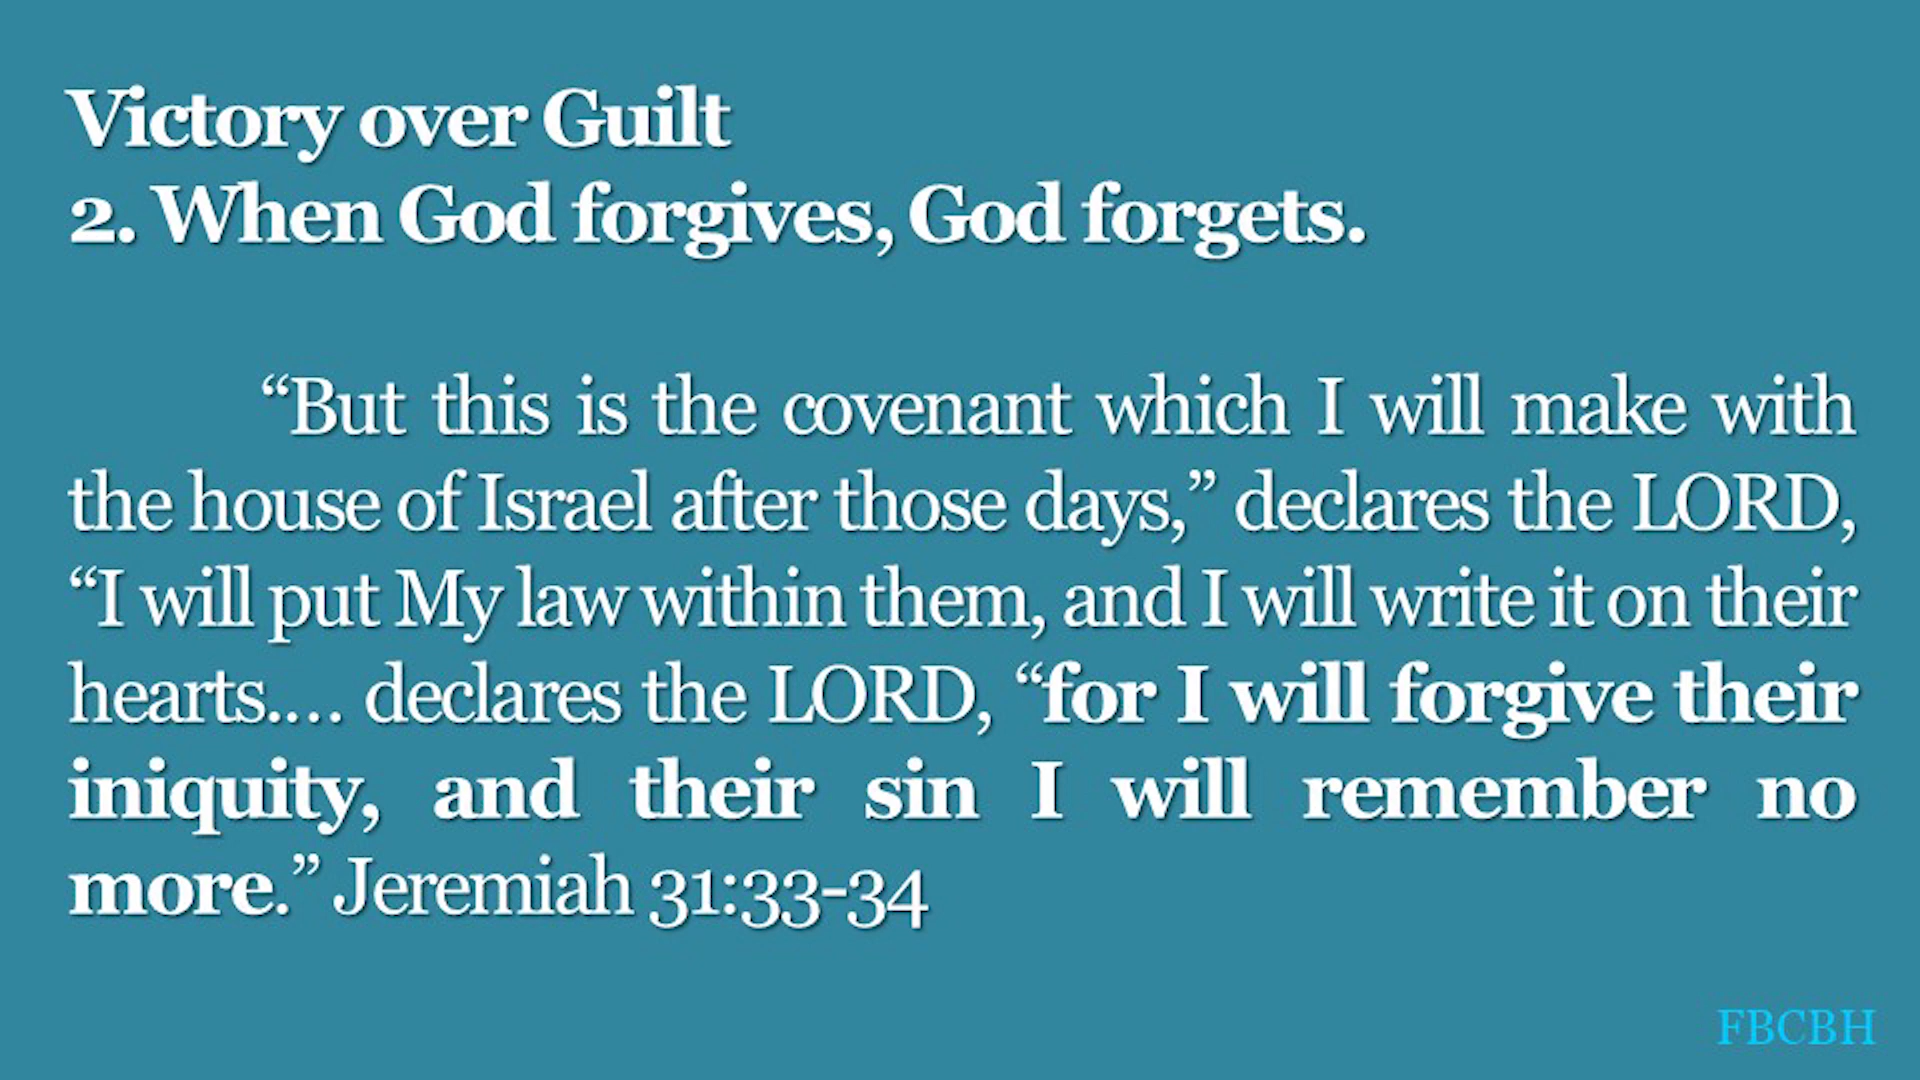 Victory over Guilt
2. When God forgives, God forgets.
“But this is the covenant which I will make with
the house of Israel after those days,” declares the LORD,
“I will put My law within them, and I will write it on their
hearts.… declares the LORD, “for I will forgive their
iniquity, and their sin I will remember no
more.” Jeremiah 31:33-34
FBCBH